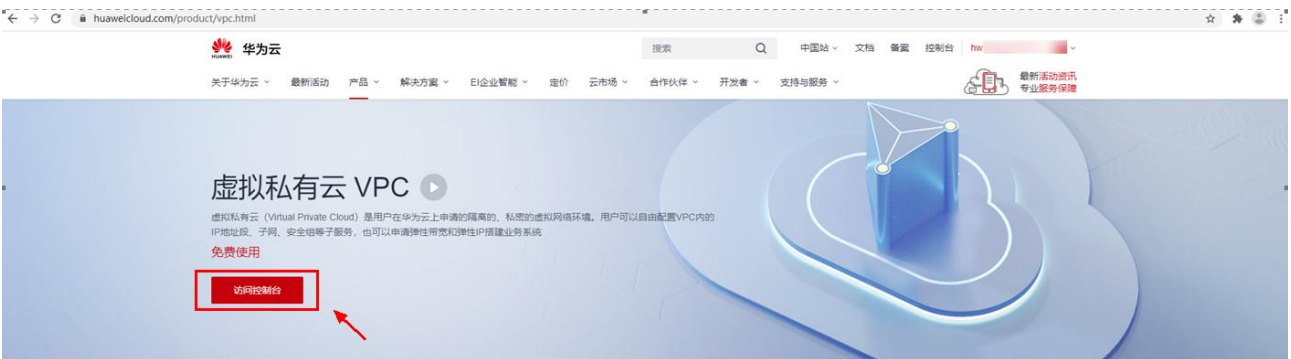 huaweicloud.com/product/vpc.html
HUAWEI 华为云
搜索
中国站 文档 备案 控制台 hw
关于华为云 最新活动 产品 解决方案 EI企业智能 定价 云市场 合作伙伴 开发者 支持与服务
最新活动资讯
专业服务保障
虚拟私有云 VPC
虚拟私有云（Virtual Private Cloud）是用户在华为云上申请的隔离的、私密的虚拟网络环境。用户可以自由配置VPC内的
IP地址段、子网、安全组等子服务，也可以申请弹性带宽和弹性IP搭建业务系统
免费使用
访问控制台